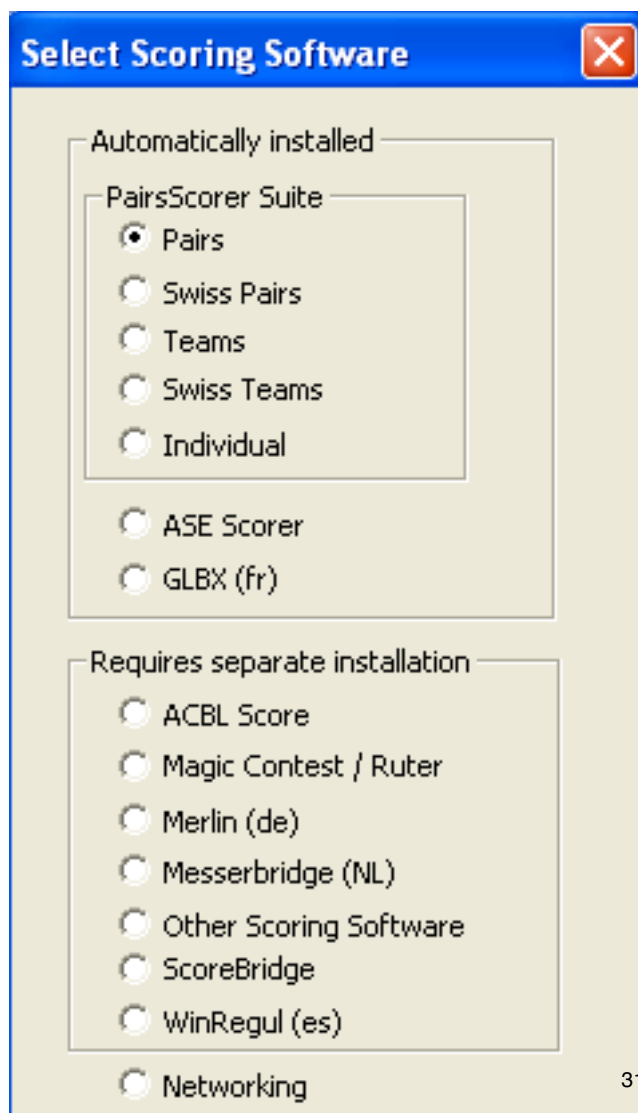 Select Scoring Software
Automatically installed
PairsScorer Suite
Pairs
Swiss Pairs
Teams
Swiss Teams
Individual
ASE Scorer
GLBX (fr)
Requires separate installation
ACBL Score
Magic Contest / Ruter
Merlin (de)
Messerbridge (NL)
Other Scoring Software
ScoreBridge
WinRegul (es)
Networking
31